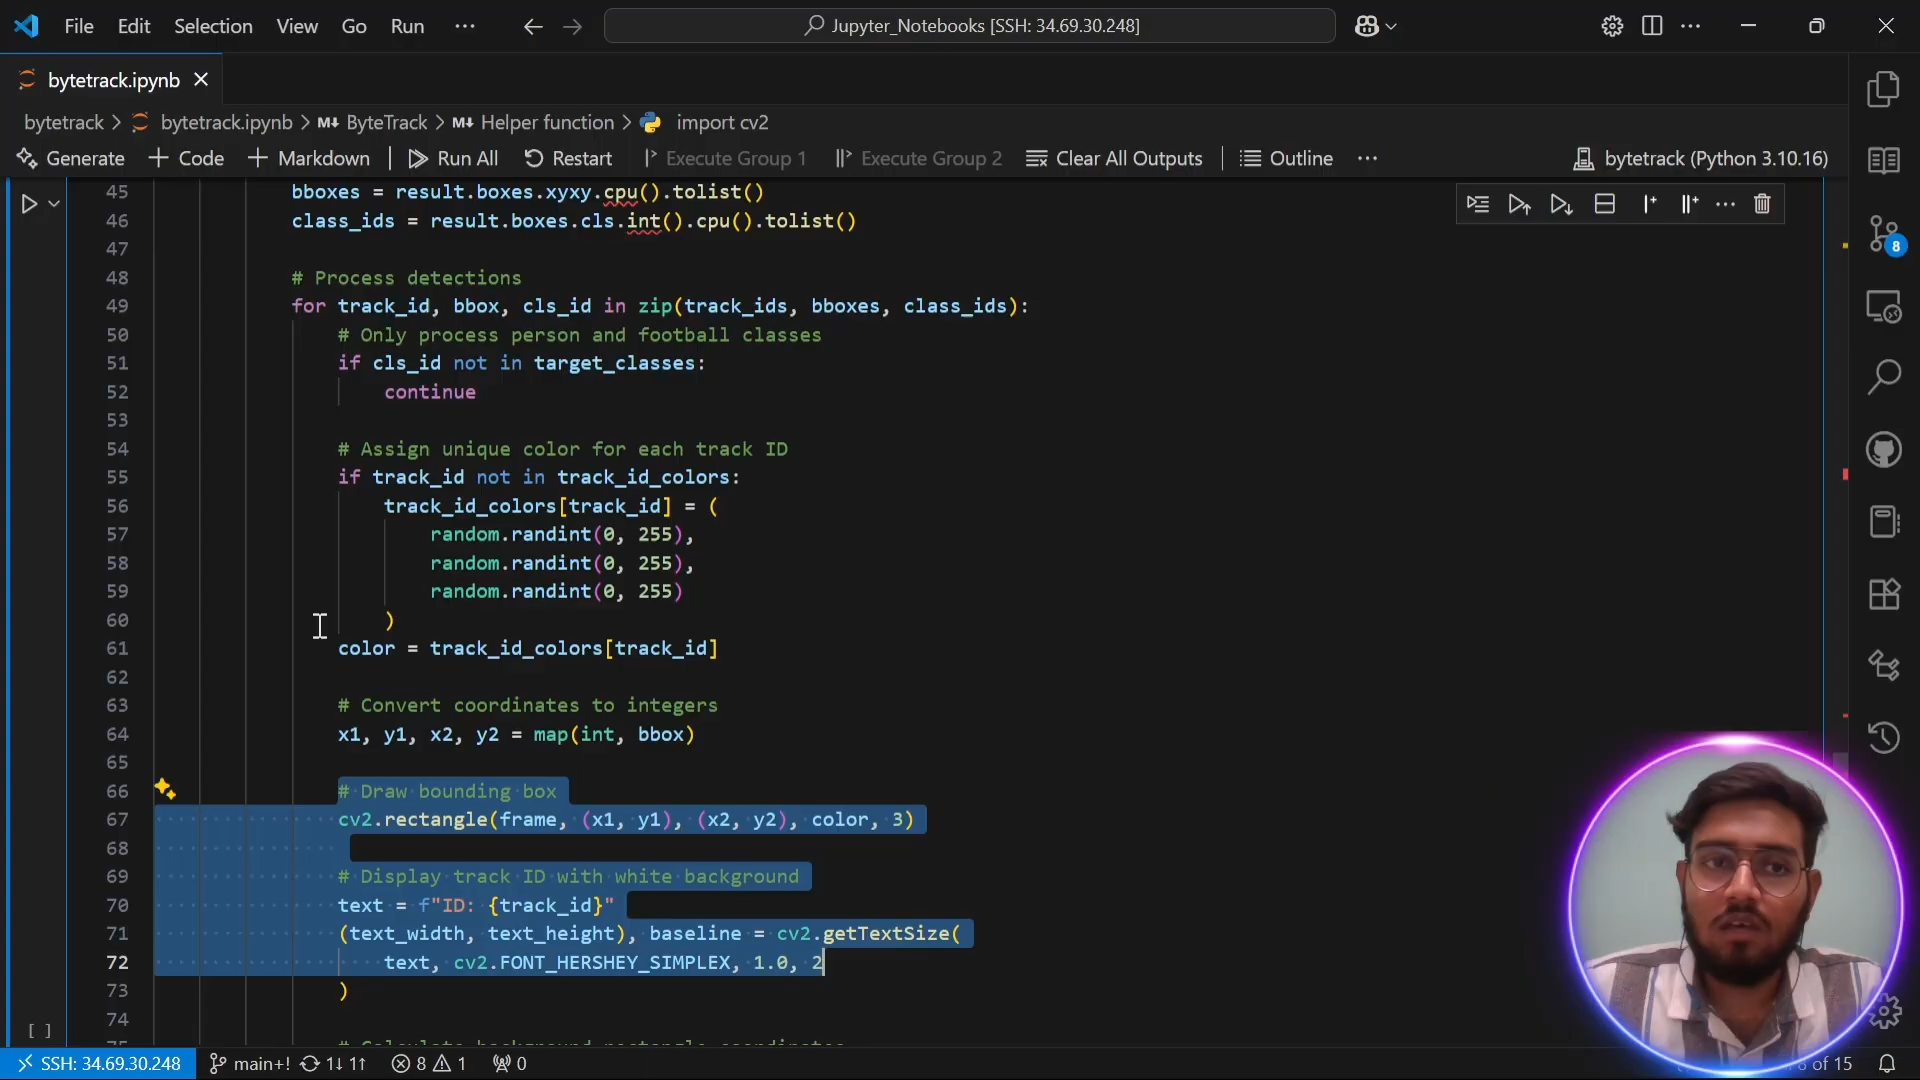 File Edit Selection View Go Run ··· Jupyter_Notebooks [SSH: 34.69.30.248]
bytetrack.ipynb
bytetrack > bytetrack.ipynb > M↓ ByteTrack > M↓ Helper function > import cv2
Generate + Code + Markdown Run All Restart Execute Group 1 Execute Group 2 Clear All Outputs Outline ··· bytetrack (Python 3.10.16)
45 bboxes = result.boxes.xyxy.cpu().tolist()
46 class_ids = result.boxes.cls.int().cpu().tolist()
47
48 # Process detections
49 for track_id, bbox, cls_id in zip(track_ids, bboxes, class_ids):
50 # Only process person and football classes
51 if cls_id not in target_classes:
52 continue
53
54 # Assign unique color for each track ID
55 if track_id not in track_id_colors:
56 track_id_colors[track_id] = (
57 random.randint(0, 255),
58 random.randint(0, 255),
59 random.randint(0, 255)
60 )
61 color = track_id_colors[track_id]
62
63 # Convert coordinates to integers
64 x1, y1, x2, y2 = map(int, bbox)
65
66 # Draw bounding box
67 cv2.rectangle(frame, (x1, y1), (x2, y2), color, 3)
68
69 # Display track ID with white background
70 text = f"ID: {track_id}"
71 (text_width, text_height), baseline = cv2.getTextSize(
72 text, cv2.FONT_HERSHEY_SIMPLEX, 1.0, 2
73 )
74
75 # Calculate background rectangle coordinates
[ ]
8
SSH: 34.69.30.248 main+! 1↓ 1↑ 8 1 0 of 15